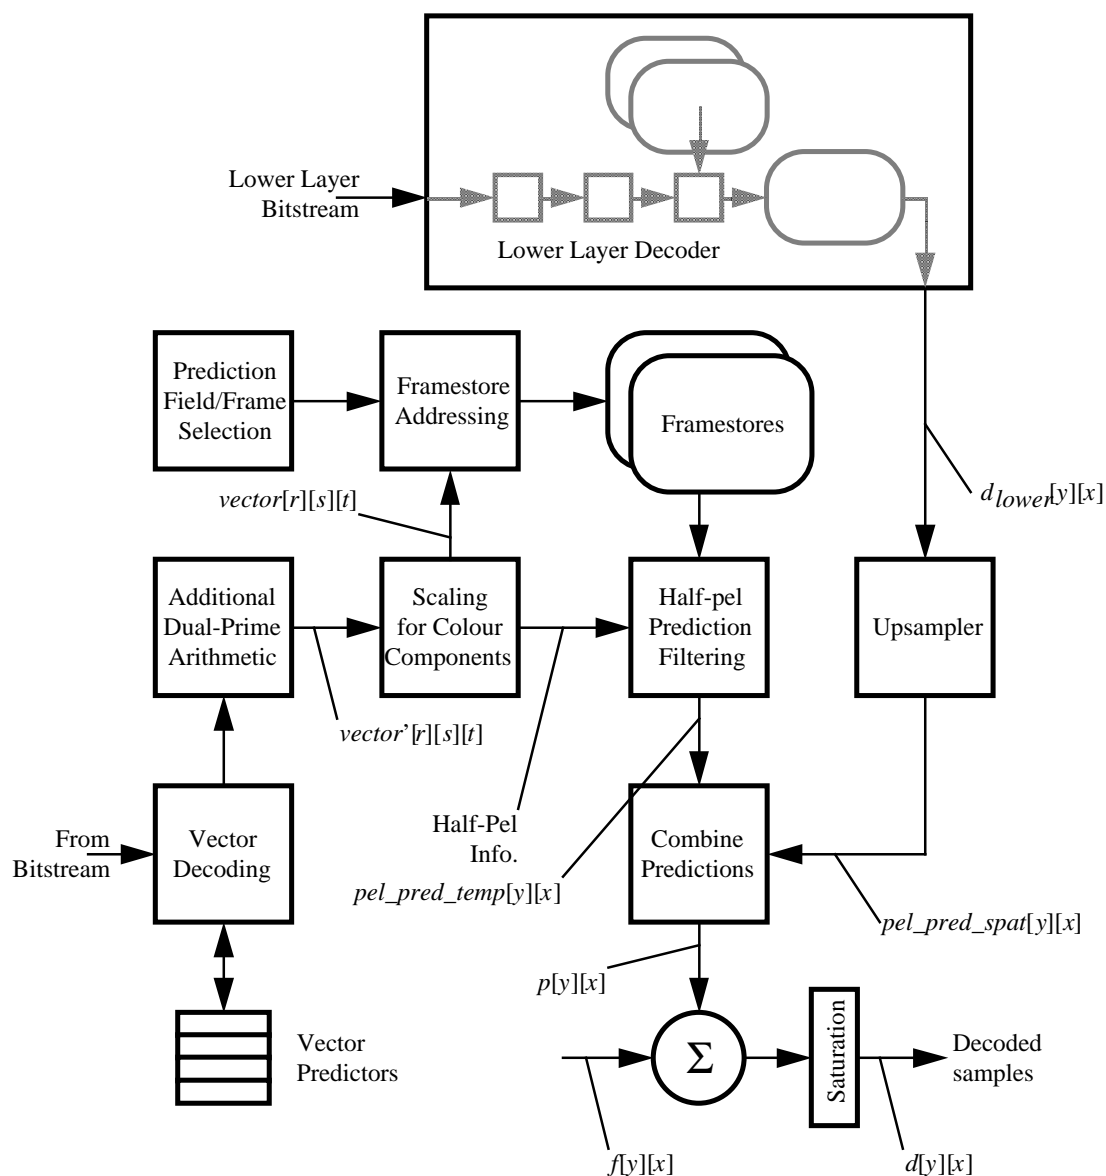 Lower Layer
Bitstream
Lower Layer Decoder
Prediction
Field/Frame
Selection
Framestore
Addressing
Framestores
vector[r][s][t]
d lower[y][x]
Additional
Dual-Prime
Arithmetic
Scaling
for Colour
Components
Half-pel
Prediction
Filtering
Upsampler
vector'[r][s][t]
From
Bitstream
Vector
Decoding
Half-Pel
Info.
Combine
Predictions
pel_pred_temp[y][x]
pel_pred_spat[y][x]
p[y][x]
Vector
Predictors
Σ
Saturation
Decoded
samples
f[y][x]
d[y][x]